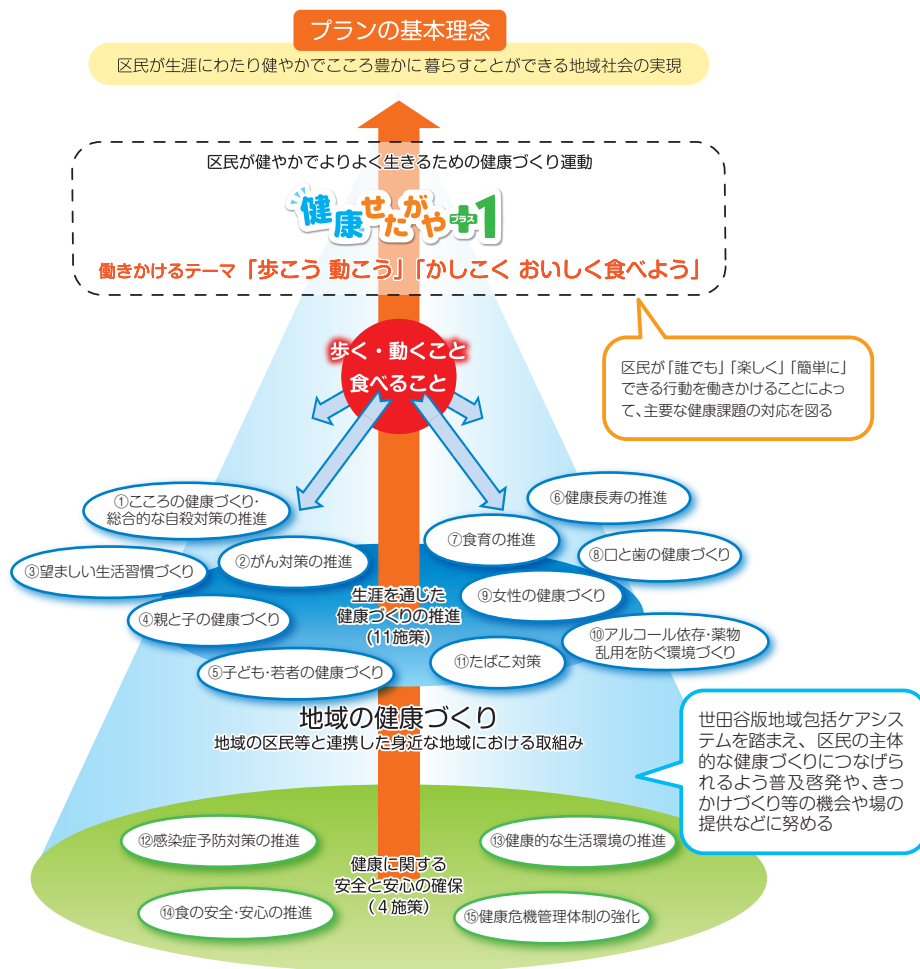 プランの基本理念
区民が生涯にわたり健やかでこころ豊かに暮らすことができる地域社会の実現
区民が健やかでよりよく生きるための健康づくり運動
健康せたがや+1
プラス
働きかけるテーマ「歩こう 動こう」「かしこく おいしく食べよう」
歩く・動くこと
食べること
区民が「誰でも」「楽しく」「簡単に」
できる行動を働きかけることによっ
て、主要な健康課題の対応を図る
①こころの健康づくり・
総合的な自殺対策の推進
⑥健康長寿の推進
⑦食育の推進
②がん対策の推進
⑧口と歯の健康づくり
③望ましい生活習慣づくり
⑨女性の健康づくり
生涯を通じた
健康づくりの推進
(11施策)
④親と子の健康づくり
⑩アルコール依存・薬物
乱用を防ぐ環境づくり
⑤子ども・若者の健康づくり
⑪たばこ対策
地域の健康づくり
地域の区民等と連携した身近な地域における取組み
世田谷版地域包括ケアシス
テムを踏まえ、区民の主体
的な健康づくりにつなげら
れるよう普及啓発や、きっ
かけづくり等の機会や場の
提供などに努める
⑫感染症予防対策の推進
⑬健康的な生活環境の推進
健康に関する
安全と安心の確保
(4施策)
⑭食の安全・安心の推進
⑮健康危機管理体制の強化